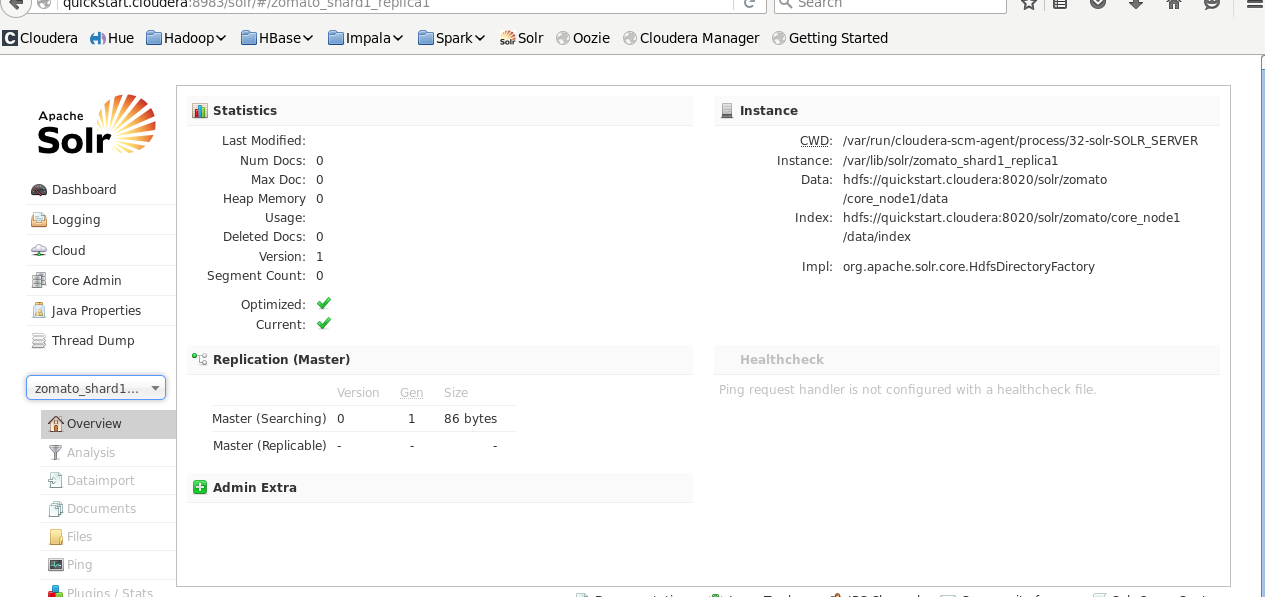 quickstart.cloudera:8983/solr/#/zomato_shard1_replica1
Search
Cloudera Hue Hadoop HBase Impala Spark Solr Oozie Cloudera Manager Getting Started
Apache
Solr
Dashboard
Logging
Cloud
Core Admin
Java Properties
Thread Dump
zomato_shard1...
Overview
Analysis
Dataimport
Documents
Files
Ping
Plugins / Stats
Statistics
Last Modified:
Num Docs: 0
Max Doc: 0
Heap Memory 0
Usage:
Deleted Docs: 0
Version: 1
Segment Count: 0
Optimized:
Current:
Instance
CWD: /var/run/cloudera-scm-agent/process/32-solr-SOLR_SERVER
Instance: /var/lib/solr/zomato_shard1_replica1
Data: hdfs://quickstart.cloudera:8020/solr/zomato
/core_node1/data
Index: hdfs://quickstart.cloudera:8020/solr/zomato/core_node1
/data/index
Impl: org.apache.solr.core.HdfsDirectoryFactory
Replication (Master)
Version Gen Size
Master (Searching) 0 1 86 bytes
Master (Replicable) - - -
Healthcheck
Ping request handler is not configured with a healthcheck file.
Admin Extra